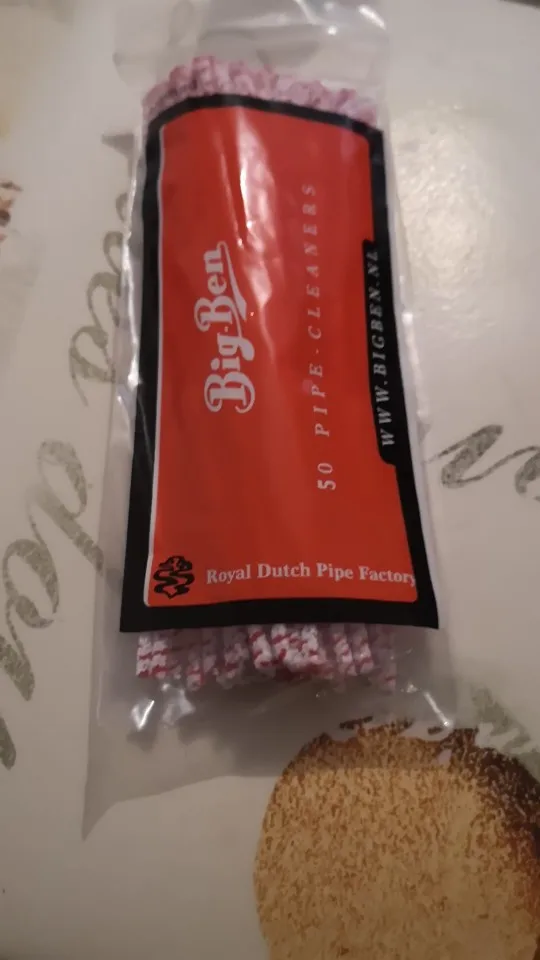 Big-Ben
50 PIPE-CLEANERS
WWW.BIGBEN.NL
Royal Dutch Pipe Factory